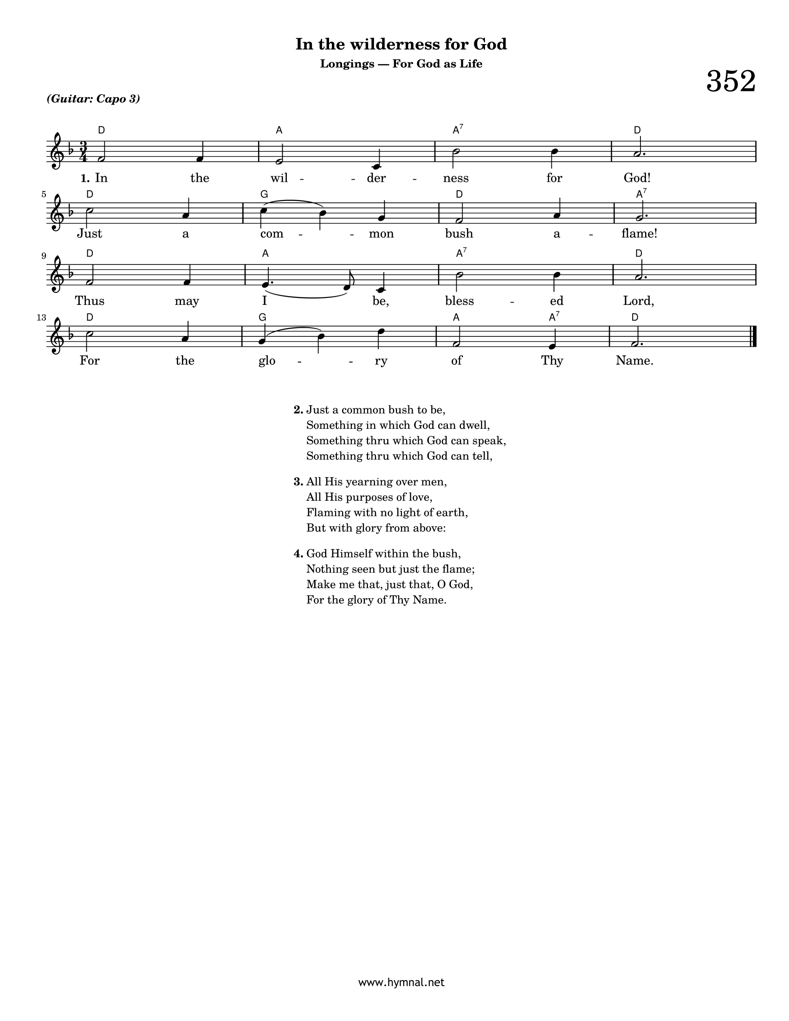 In the wilderness for God
Longings — For God as Life
352
(Guitar: Capo 3)
D A A7 D
3 4
1. In the wil - - der - ness for God!
5
D G D A7
Just a com - - mon bush a - flame!
9
D A A7 D
Thus may I be, bless - ed Lord,
13
D G A A7 D
For the glo - - ry of Thy Name.
2. Just a common bush to be,
Something in which God can dwell,
Something thru which God can speak,
Something thru which God can tell,
3. All His yearning over men,
All His purposes of love,
Flaming with no light of earth,
But with glory from above:
4. God Himself within the bush,
Nothing seen but just the flame;
Make me that, just that, O God,
For the glory of Thy Name.
www.hymnal.net